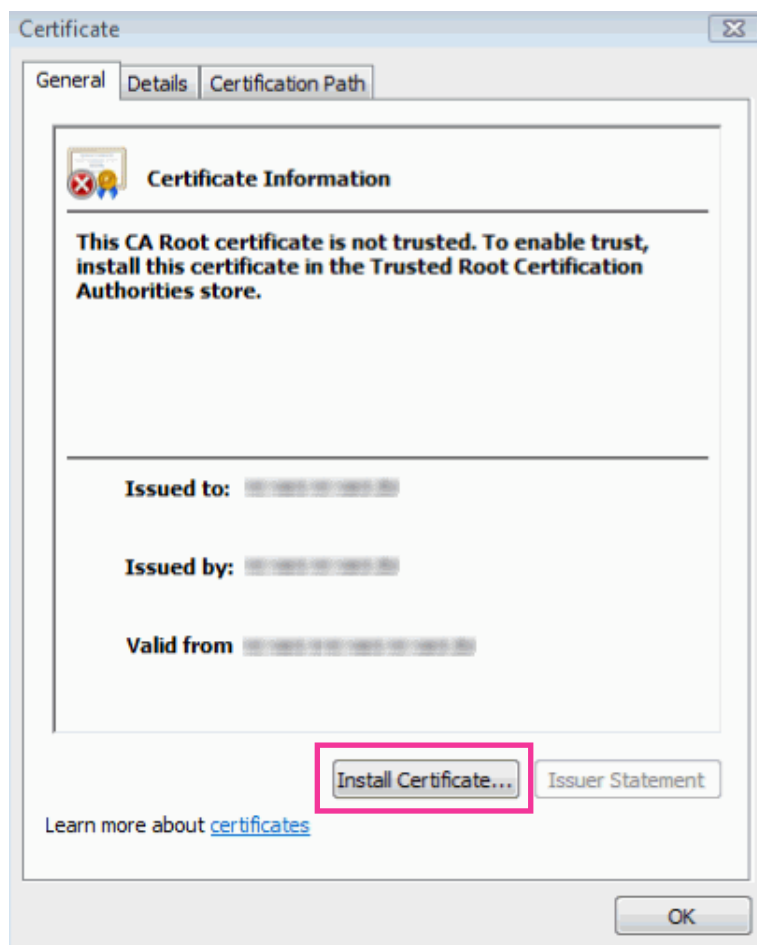 Certificate
General Details Certification Path
Certificate Information
This CA Root certificate is not trusted. To enable trust,
install this certificate in the Trusted Root Certification
Authorities store.
Issued to:
Issued by:
Valid from
Install Certificate... Issuer Statement
Learn more about certificates
OK